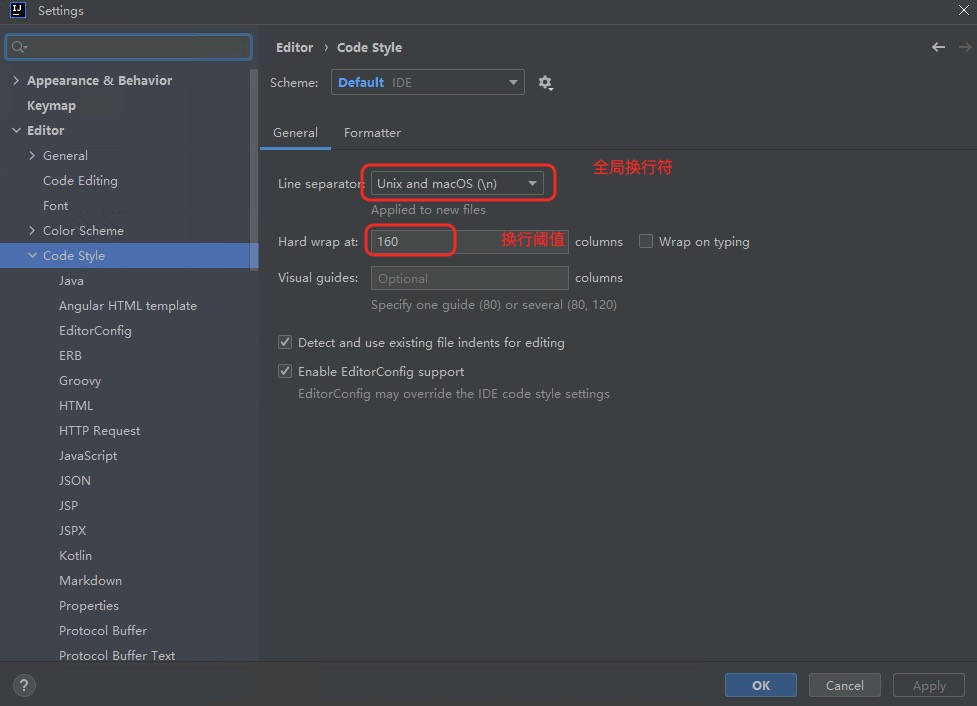 IJ Settings
Appearance & Behavior
Keymap
Editor
General
Code Editing
Font
Color Scheme
Code Style
Java
Angular HTML template
EditorConfig
ERB
Groovy
HTML
HTTP Request
JavaScript
JSON
JSP
JSPX
Kotlin
Markdown
Properties
Protocol Buffer
Protocol Buffer Text
Editor › Code Style
Scheme: Default IDE
General Formatter
全局换行符
Line separator: Unix and macOS (\n)
Applied to new files
Hard wrap at: 160 换行阈值 columns Wrap on typing
Visual guides: Optional columns
Specify one guide (80) or several (80, 120)
Detect and use existing file indents for editing
Enable EditorConfig support
EditorConfig may override the IDE code style settings
? OK Cancel Apply